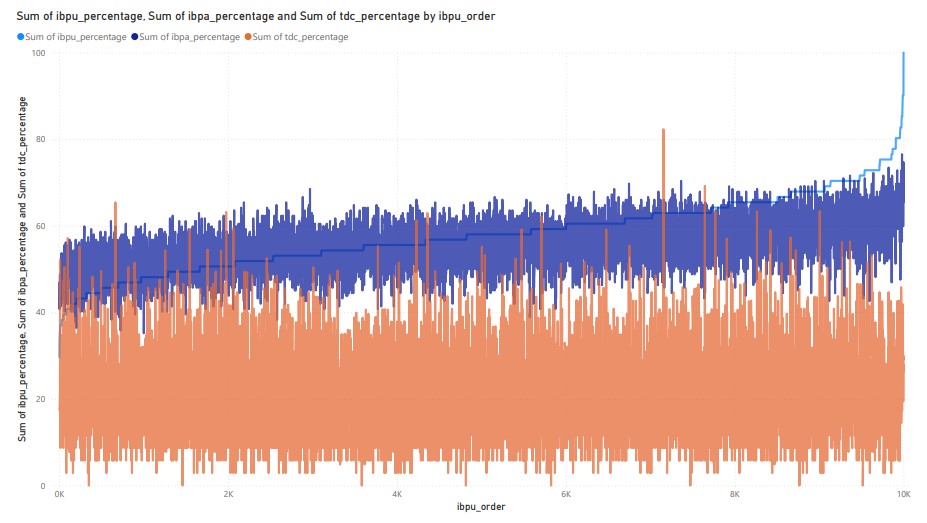 Sum of ibpu_percentage, Sum of ibpa_percentage and Sum of tdc_percentage by ibpu_order
Sum of ibpu_percentage Sum of ibpa_percentage Sum of tdc_percentage
Sum of ibpu_percentage, Sum of ibpa_percentage and Sum of tdc_percentage
100
80
60
40
20
0
0K 2K 4K 6K 8K 10K
ibpu_order